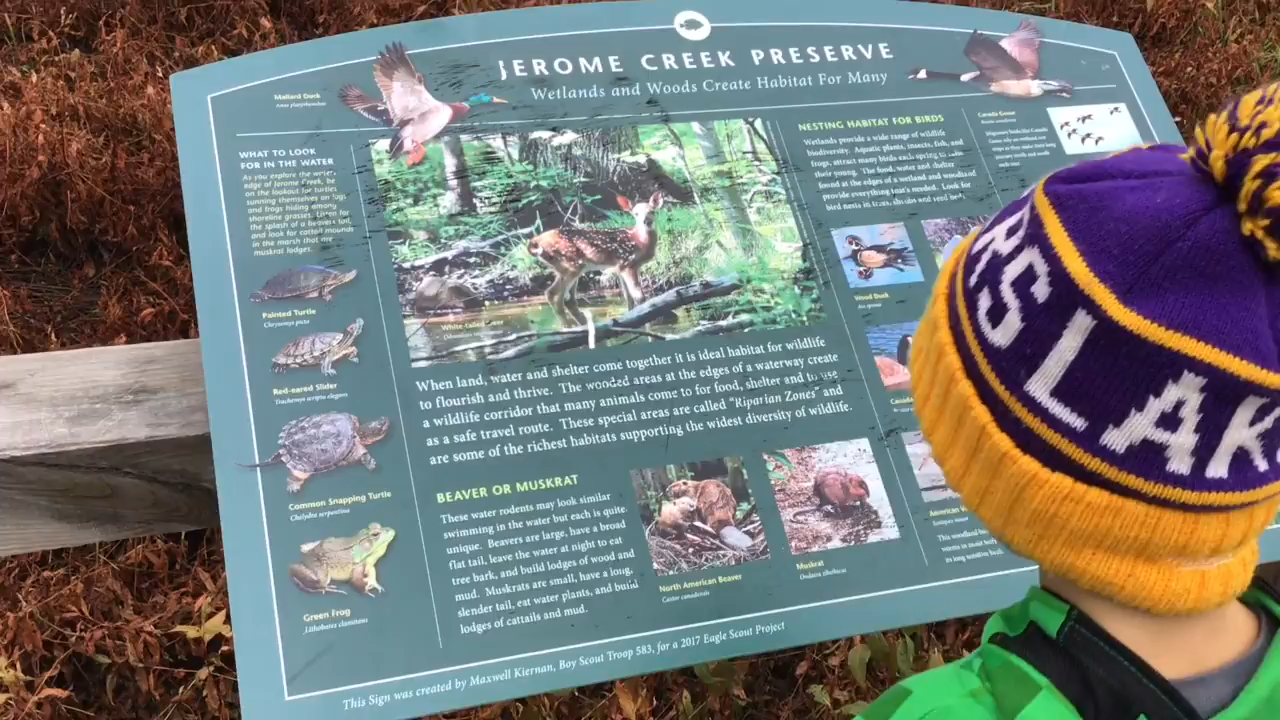 JEROME CREEK PRESERVE
Wetlands and Woods Create Habitat For Many
Mallard Duck
Anas platyrhynchos
WHAT TO LOOK
FOR IN THE WATER
As you explore the water's
edge of Jerome Creek, be
on the lookout for turtles
sunning themselves on logs
and frogs hiding among
shoreline grasses. Listen for
the splash of a beaver's tail,
and look for cattail mounds
in the marsh that are
muskrat lodges.
Painted Turtle
Chrysemys picta
Red-eared Slider
Trachemys scripta elegans
Common Snapping Turtle
Chelydra serpentina
Green Frog
Lithobates clamitans
White-tailed Deer
When land, water and shelter come together it is ideal habitat for wildlife
to flourish and thrive. The wooded areas at the edges of a waterway create
a wildlife corridor that many animals come to for food, shelter and to use
as a safe travel route. These special areas are called "Riparian Zones" and
are some of the richest habitats supporting the widest diversity of wildlife.
BEAVER OR MUSKRAT
These water rodents may look similar
swimming in the water but each is quite
unique. Beavers are large, have a broad
flat tail, leave the water at night to eat
tree bark, and build lodges of wood and
mud. Muskrats are small, have a long,
slender tail, eat water plants, and build
lodges of cattails and mud.
North American Beaver
Castor canadensis
Muskrat
Ondatra zibethicus
NESTING HABITAT FOR BIRDS
Wetlands provide a wide range of wildlife
biodiversity. Aquatic plants, insects, fish, and
frogs, attract many birds each spring to
their young. The food, water and shelter
found at the edges of a wetland and woodland
provide everything that's needed. Look for
bird nests in trees, shrubs and
Wood Duck
Aix sponsa
Canada Goose
Canada
American
This woodland
This Sign was created by Maxwell Kiernan, Boy Scout Troop 583, for a 2017 Eagle Scout Project
RS LAK